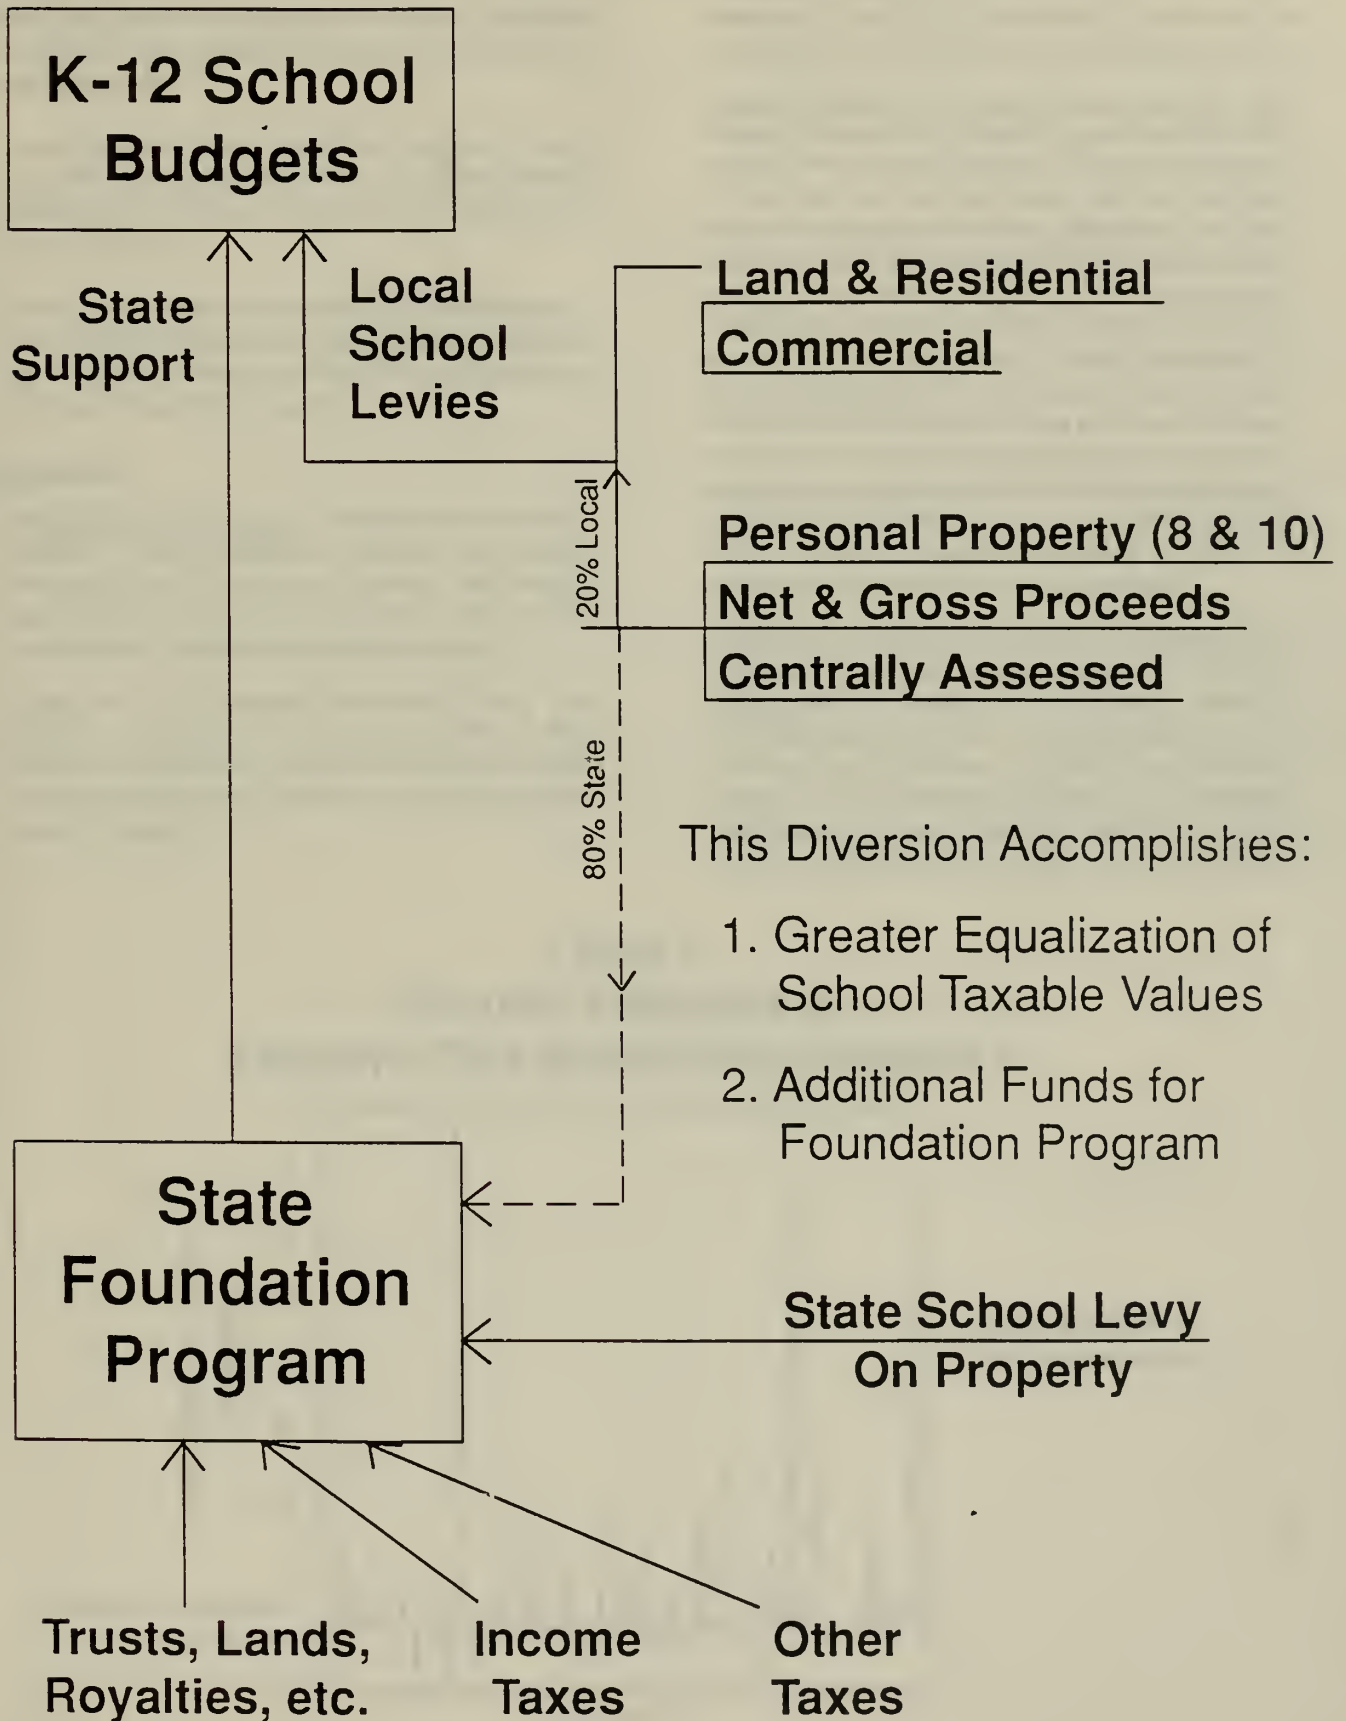 K-12 School
Budgets
State
Support
Local
School
Levies
Land & Residential
Commercial
20% Local
Personal Property (8 & 10)
Net & Gross Proceeds
Centrally Assessed
80% State
This Diversion Accomplishes:
1. Greater Equalization of
School Taxable Values
2. Additional Funds for
Foundation Program
State
Foundation
Program
State School Levy
On Property
Trusts, Lands,
Royalties, etc.
Income
Taxes
Other
Taxes